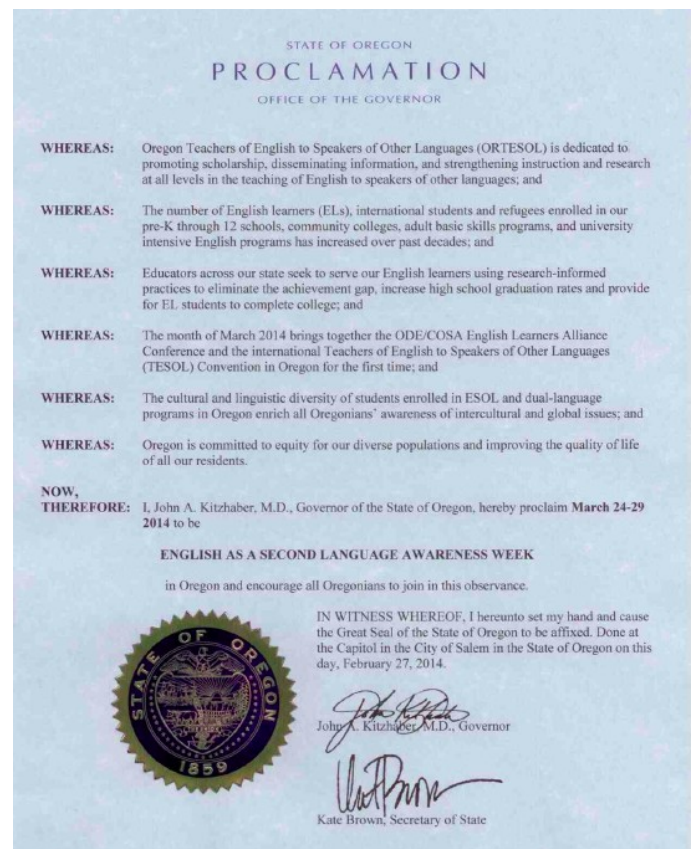 STATE OF OREGON
PROCLAMATION
OFFICE OF THE GOVERNOR
WHEREAS: Oregon Teachers of English to Speakers of Other Languages (ORTESOL) is dedicated to
promoting scholarship, disseminating information, and strengthening instruction and research
at all levels in the teaching of English to speakers of other languages; and
WHEREAS: The number of English learners (ELs), international students and refugees enrolled in our
pre-K through 12 schools, community colleges, adult basic skills programs, and university
intensive English programs has increased over past decades; and
WHEREAS: Educators across our state seek to serve our English learners using research-informed
practices to eliminate the achievement gap, increase high school graduation rates and provide
for EL students to complete college; and
WHEREAS: The month of March 2014 brings together the ODE/COSA English Learners Alliance
Conference and the international Teachers of English to Speakers of Other Languages
(TESOL) Convention in Oregon for the first time; and
WHEREAS: The cultural and linguistic diversity of students enrolled in ESOL and dual-language
programs in Oregon enrich all Oregonians' awareness of intercultural and global issues; and
WHEREAS: Oregon is committed to equity for our diverse populations and improving the quality of life
of all our residents.
NOW,
THEREFORE: I, John A. Kitzhaber, M.D., Governor of the State of Oregon, hereby proclaim March 24-29
2014 to be
ENGLISH AS A SECOND LANGUAGE AWARENESS WEEK
in Oregon and encourage all Oregonians to join in this observance.
IN WITNESS WHEREOF, I hereunto set my hand and cause
the Great Seal of the State of Oregon to be affixed. Done at
the Capitol in the City of Salem in the State of Oregon on this
day, February 27, 2014.
STATE OF OREGON
1859
John A. Kitzhaber, M.D., Governor
Kate Brown
Kate Brown, Secretary of State